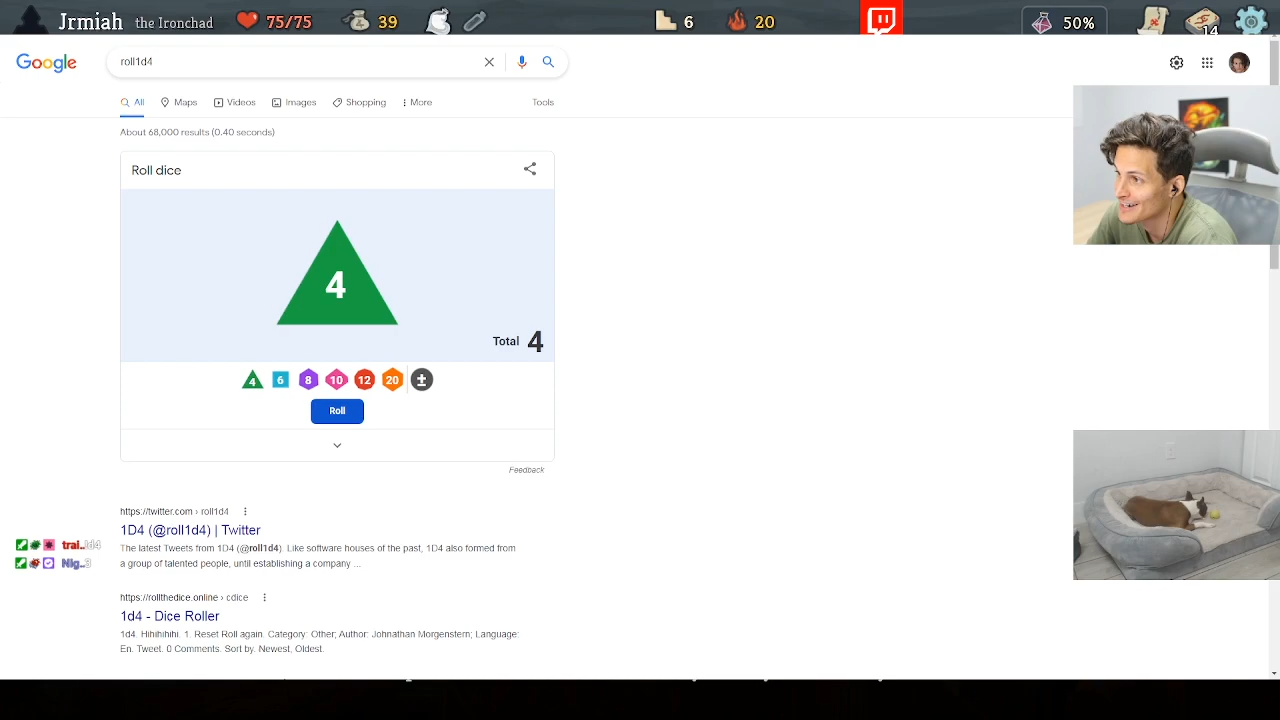 Jrmiah the Ironchad 75/75 39 6 20 50% 14
Google roll1d4
All Maps Videos Images Shopping More Tools
About 68,000 results (0.40 seconds)
Roll dice
4
Total 4
4 6 8 10 12 20 ±
Roll
Feedback
https://twitter.com › roll1d4
1D4 (@roll1d4) | Twitter
The latest Tweets from 1D4 (@roll1d4). Like software houses of the past, 1D4 also formed from
a group of talented people, until establishing a company ...
trai..1d4
Nig..3
https://rollthedice.online › cdice
1d4 - Dice Roller
1d4. Hihihihihi. 1. Reset Roll again. Category: Other; Author: Johnathan Morgenstern; Language:
En. Tweet. 0 Comments. Sort by. Newest, Oldest.